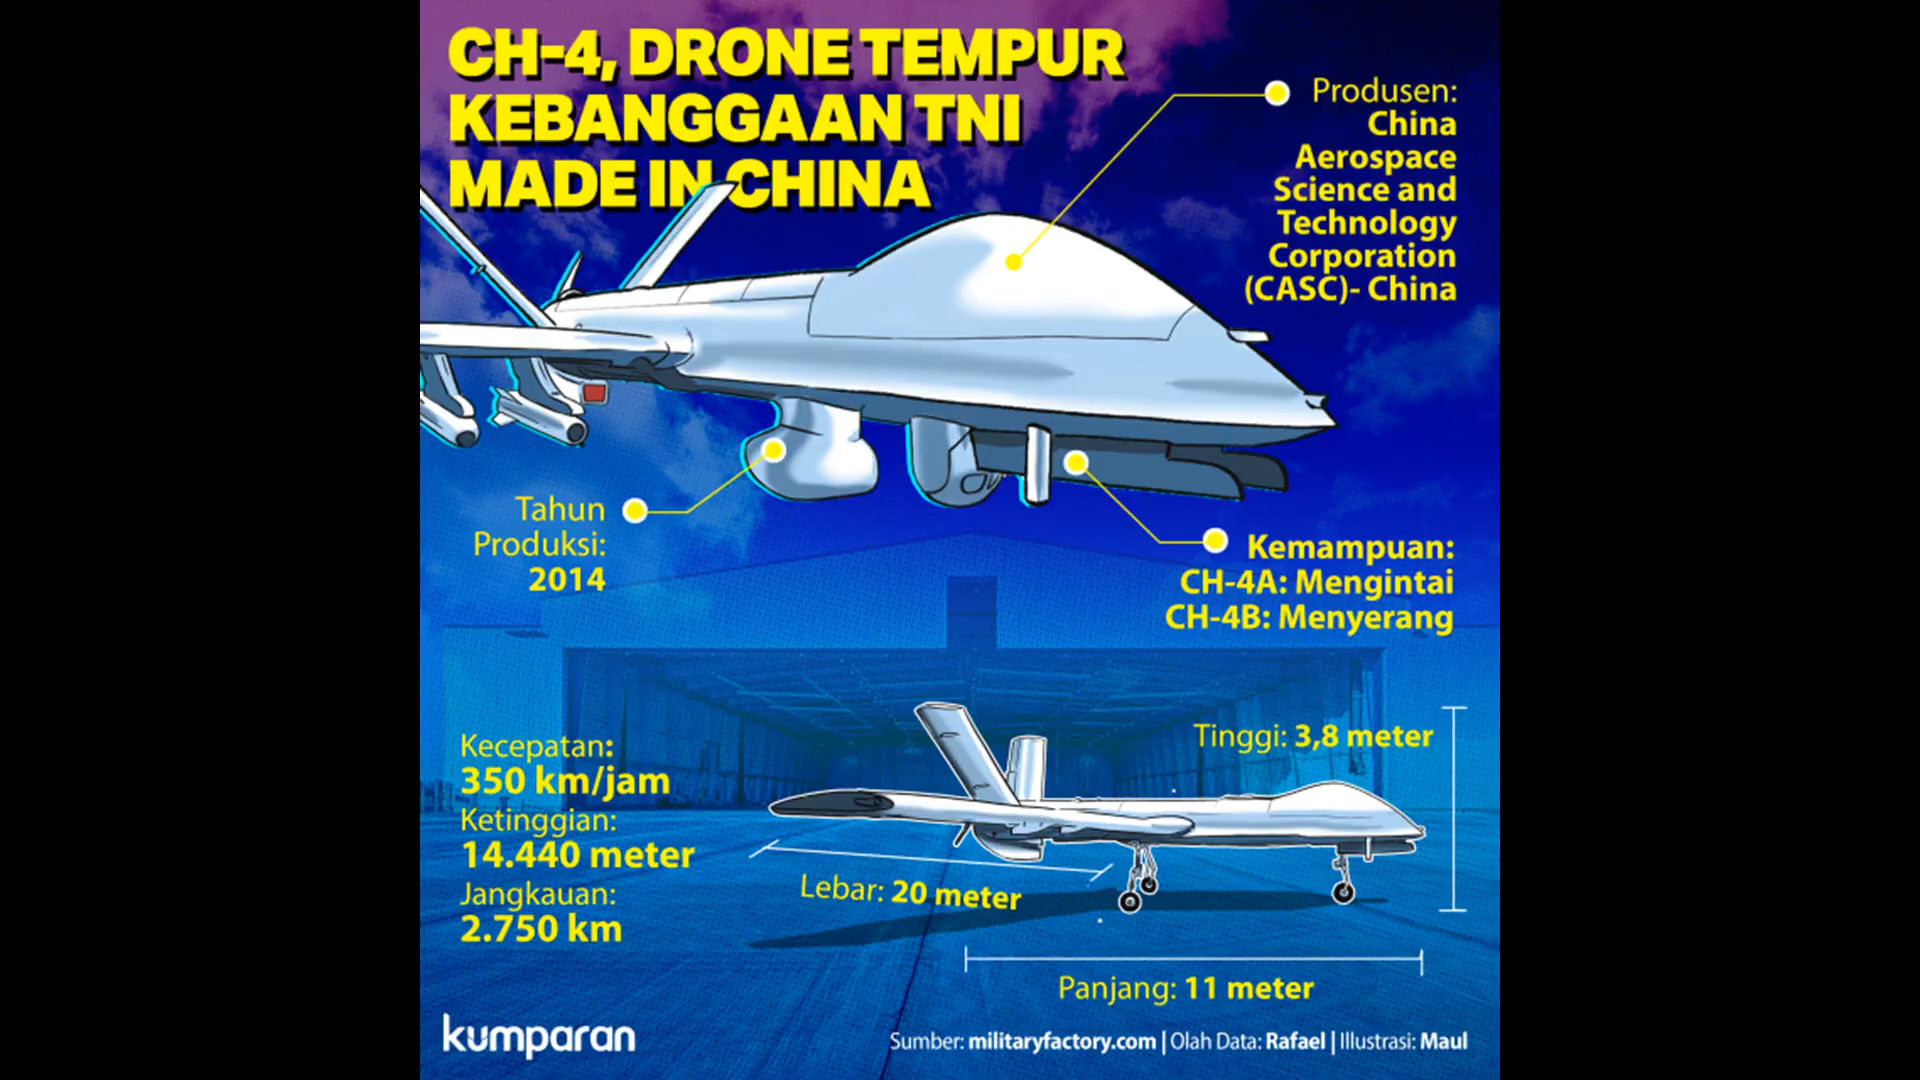 CH-4, DRONE TEMPUR
KEBANGGAAN TNI
MADE IN CHINA
Produsen:
China
Aerospace
Science and
Technology
Corporation
(CASC)- China
Tahun
Produksi:
2014
Kemampuan:
CH-4A: Mengintai
CH-4B: Menyerang
Kecepatan:
350 km/jam
Ketinggian:
14.440 meter
Jangkauan:
2.750 km
Tinggi: 3,8 meter
Lebar: 20 meter
Panjang: 11 meter
kumparan
Sumber: militaryfactory.com | Olah Data: Rafael | Illustrasi: Maul